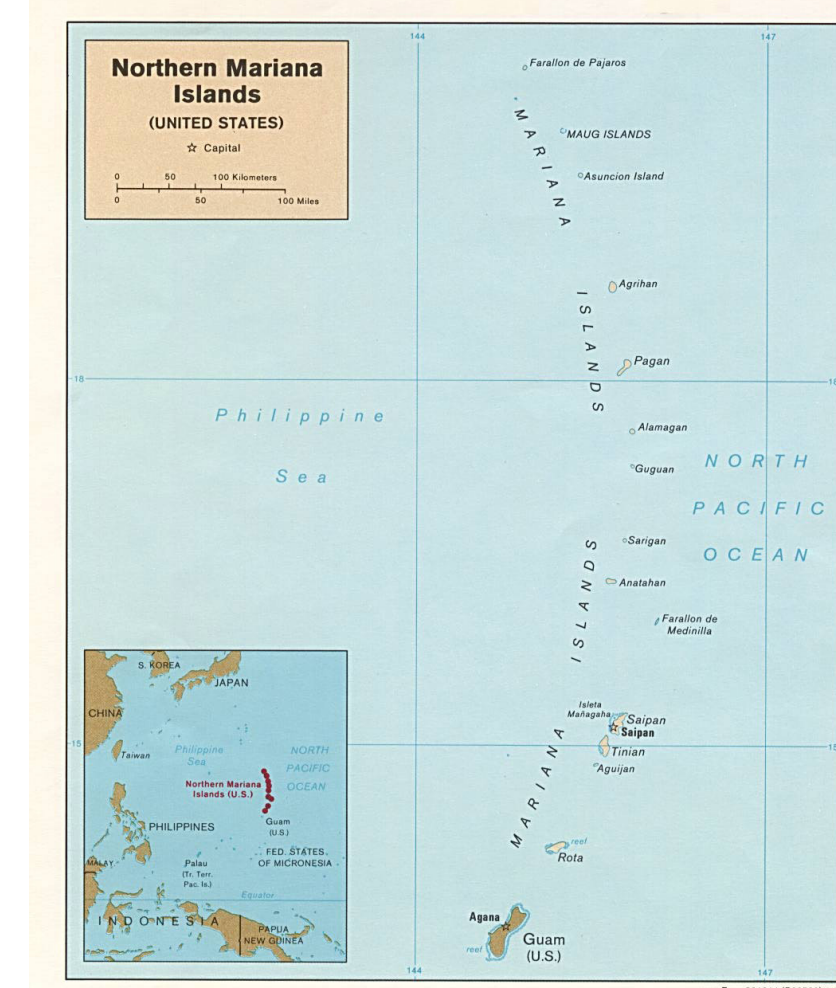 144
147
Northern Mariana
Islands
(UNITED STATES)
☆ Capital
0 50 100 Kilometers
0 50 100 Miles
Farallon de Pajaros
MAUG ISLANDS
Asuncion Island
MARIANA
ISLANDS
Agrihan
Pagan
18
Philippine
Sea
Alamagan
Guguan
NORTH
PACIFIC
OCEAN
Sarigan
Anatahan
Farallon de
Medinilla
MARIANA ISLANDS
Isleta
Mañagaha
Saipan
Saipan
15
Tinian
Aguijan
reef
Rota
Agana
reef
Guam
(U.S.)
144
147
S. KOREA
JAPAN
CHINA
Taiwan
Philippine
Sea
NORTH
PACIFIC
OCEAN
Northern Mariana
Islands (U.S.)
Guam
(U.S.)
PHILIPPINES
FED. STATES
OF MICRONESIA
MALAY.
Palau
(Tr. Terr.
Pac. Is.)
Equator
INDONESIA
PAPUA
NEW GUINEA